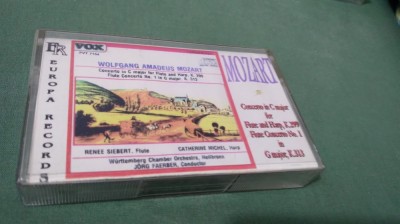 ER
EUROPA RECORDS
VOX
WOLFGANG AMADEUS MOZART
Concerto in C major for Flute and Harp, K. 299
Flute Concerto No. 1 in G major, K. 313
RENEE SIEBERT, Flute
CATHERINE MICHEL, Harp
Württemberg Chamber Orchestra, Heilbronn
JÖRG FAERBER, Conductor
MOZART
Concerto in C major
for
Flute and Harp, K.299
Flute Concerto No. 1
in
G major, K.313